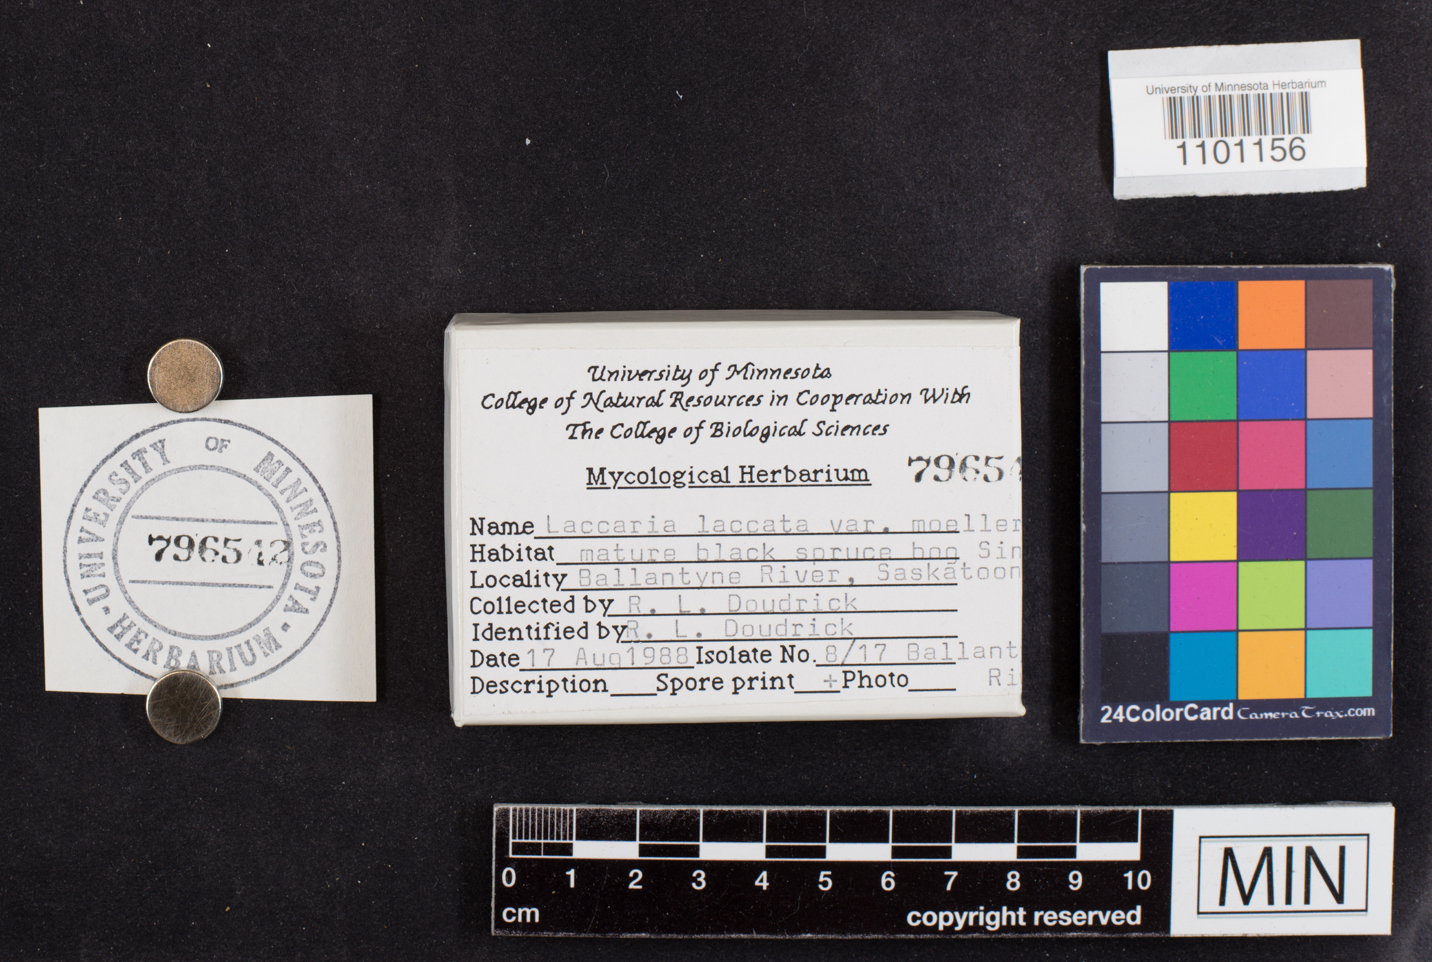 University of Minnesota Herbarium
1101156
UNIVERSITY OF MINNESOTA
HERBARIUM
University of Minnesota
College of Natural Resources in Cooperation With
The College of Biological Sciences
Mycological Herbarium 7965
Name Laccaria laccata var. moeller
Habitat mature black spruce bog Sin
Locality Ballantyne River, Saskatoon
Collected by R. L. Doudrick
Identified by R. L. Doudrick
Date 17 Aug1988 Isolate No. 8/17 Ballant
Description Spore print + Photo Ri
24ColorCard CameraTrax.com
0 1 2 3 4 5 6 7 8 9 10
cm copyright reserved
MIN